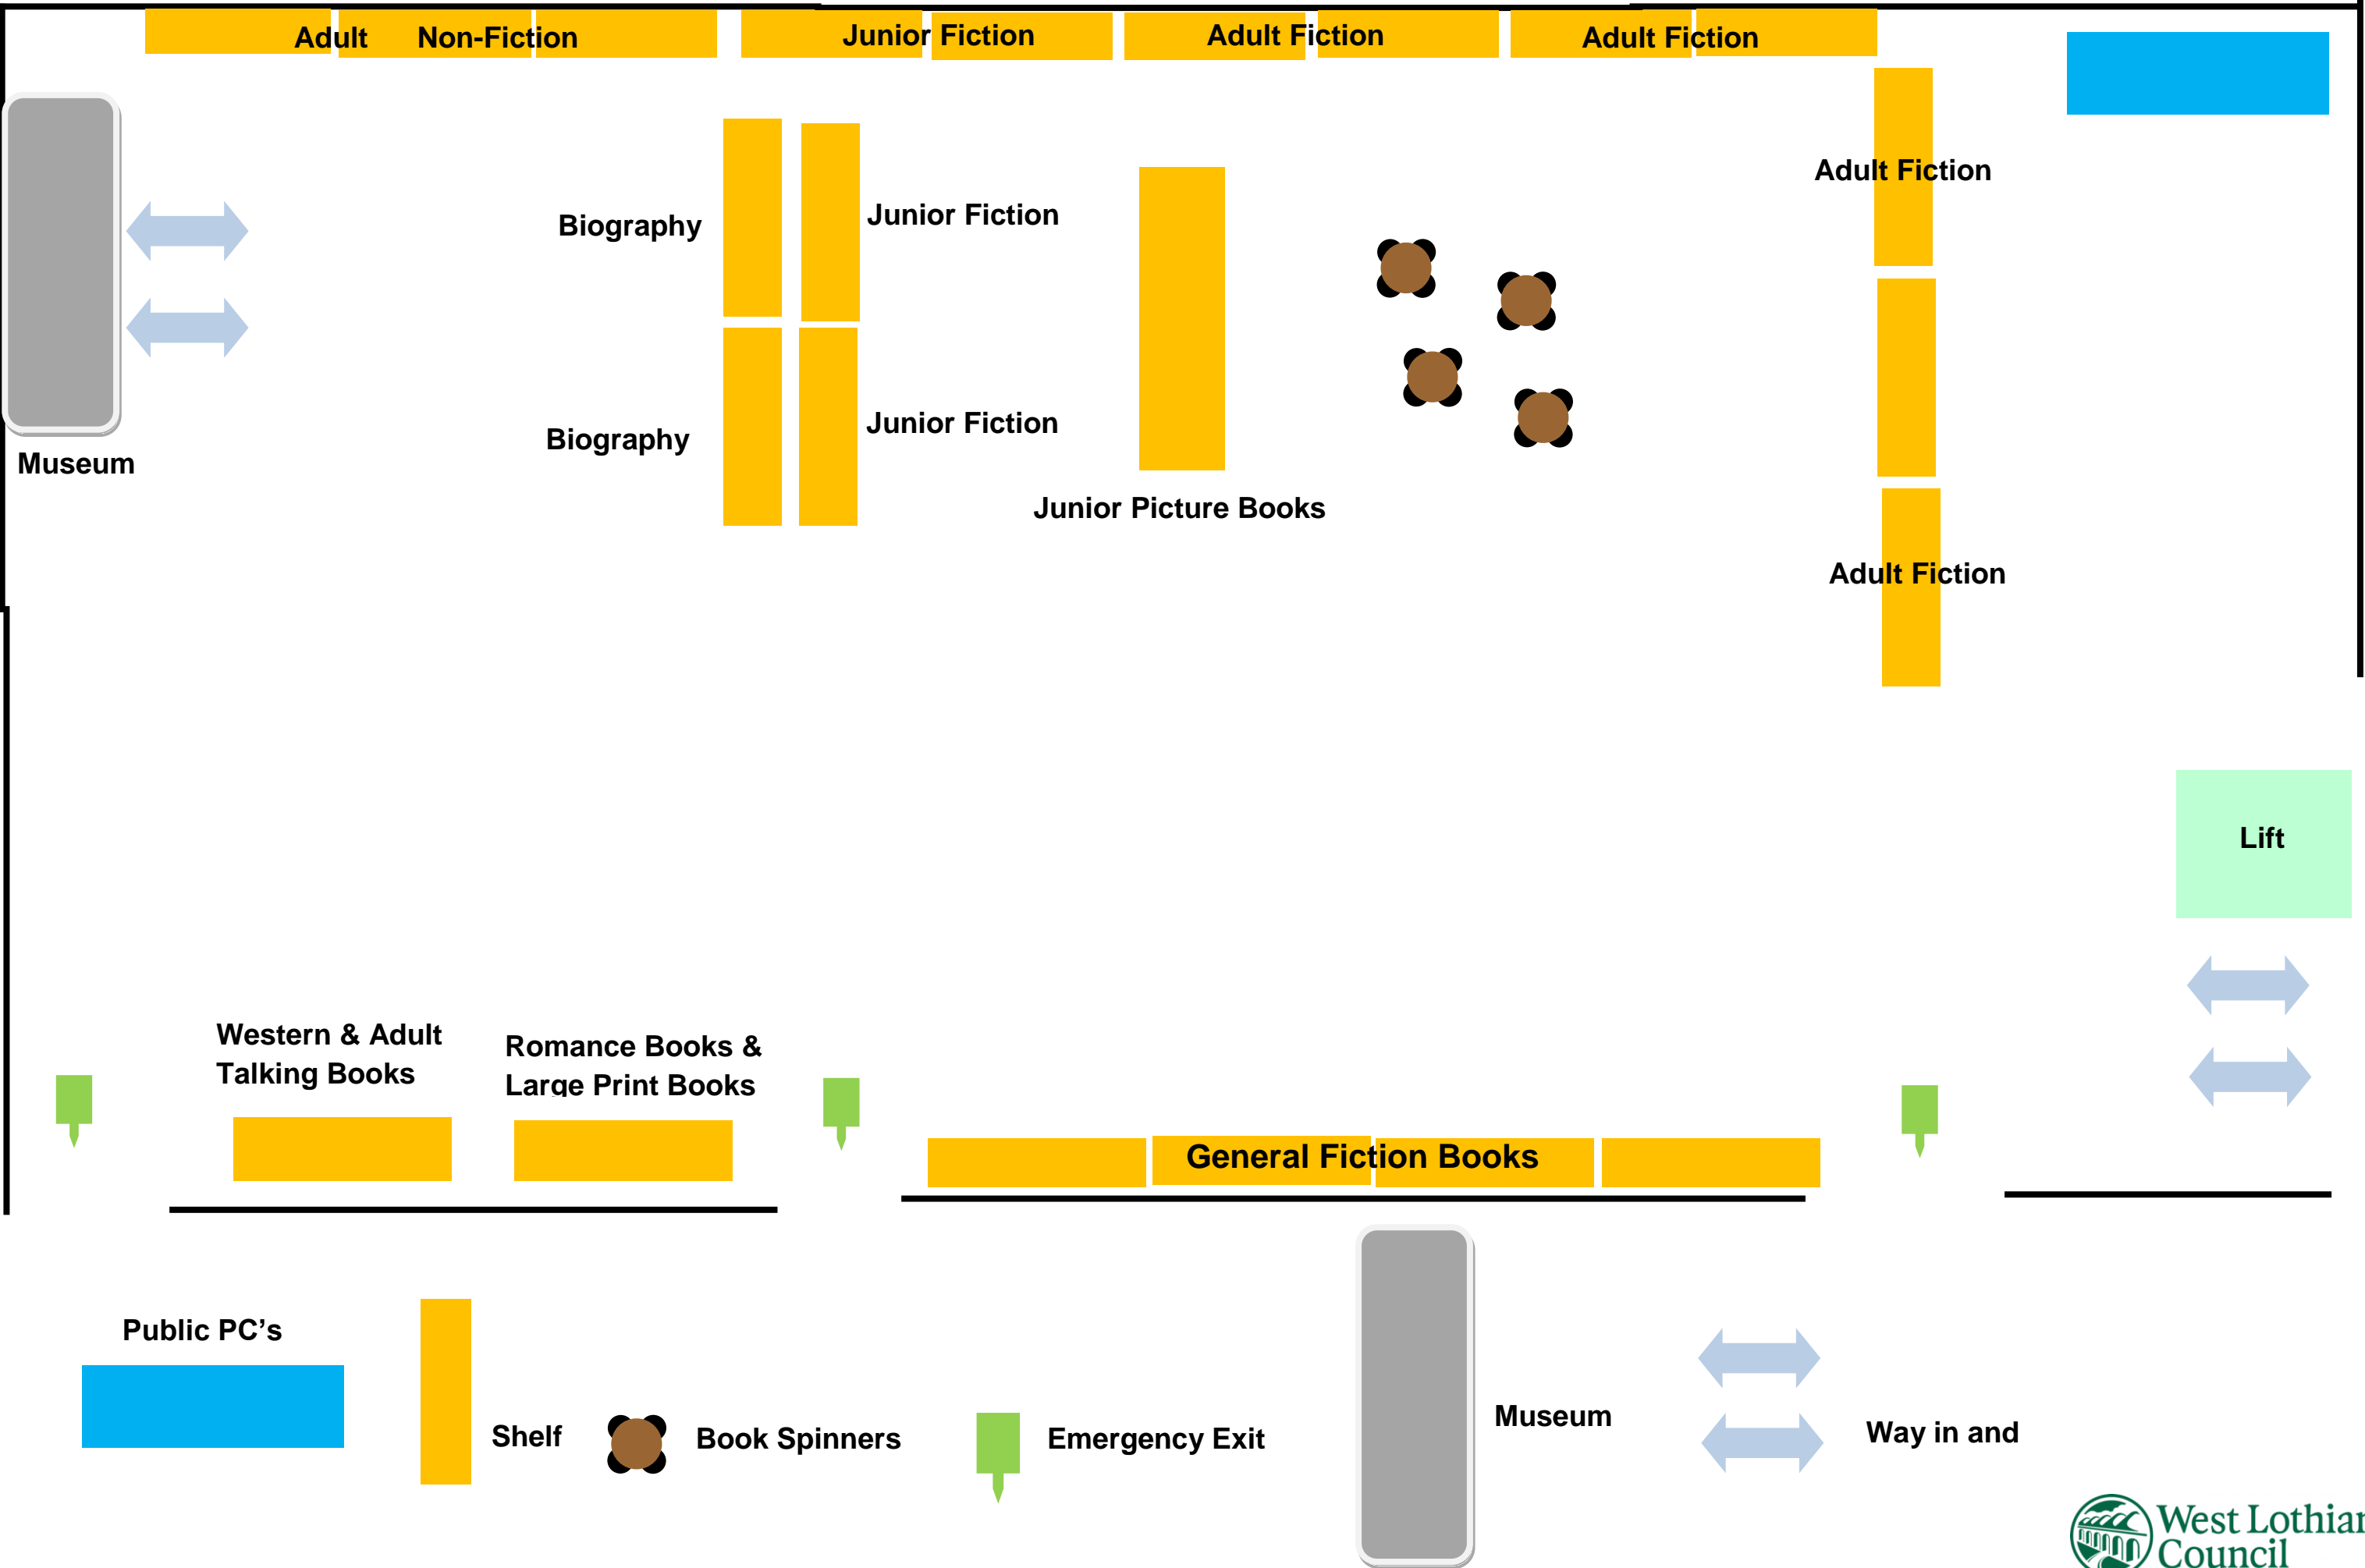 Adult Non-Fiction
Junior Fiction
Adult Fiction
Adult Fiction
Adult Fiction
Biography
Junior Fiction
Biography
Junior Fiction
Museum
Junior Picture Books
Adult Fiction
Lift
Western & Adult
Talking Books
Romance Books &
Large Print Books
General Fiction Books
Public PC’s
Shelf
Book Spinners
Emergency Exit
Museum
Way in and
West Lothian
Council